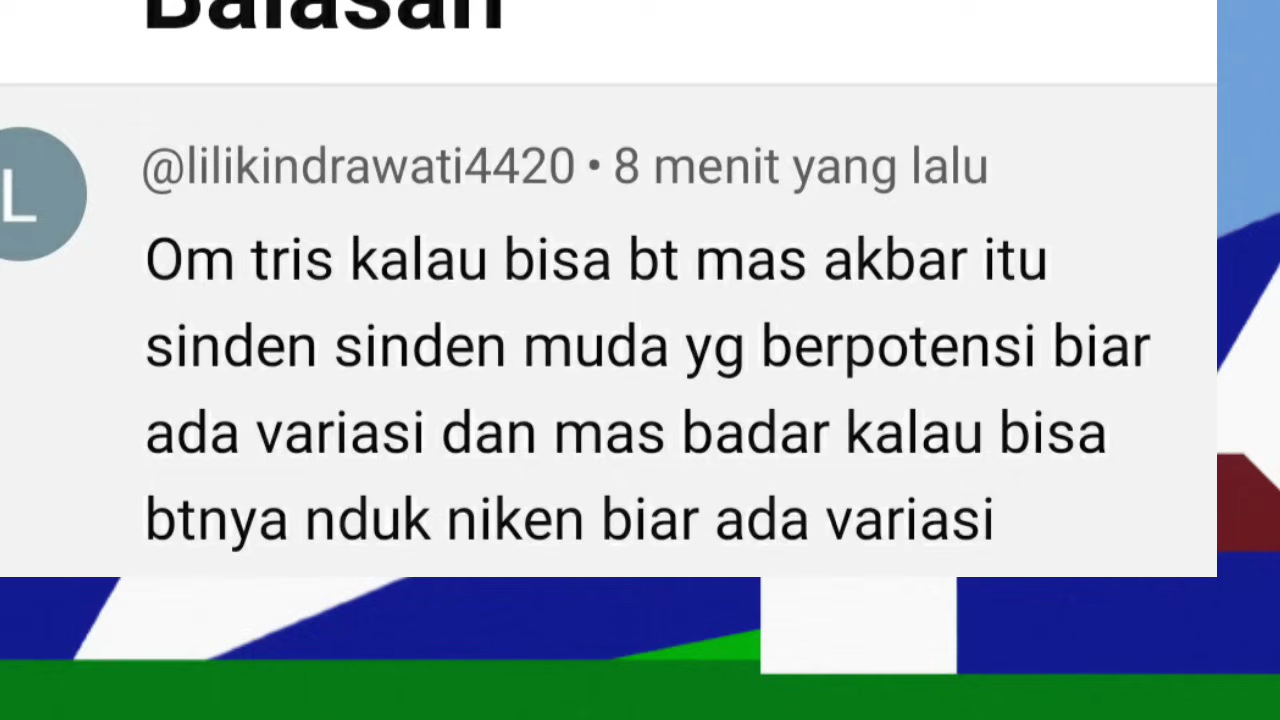 Balasan
L
@lilikindrawati4420 • 8 menit yang lalu
Om tris kalau bisa bt mas akbar itu
sinden sinden muda yg berpotensi biar
ada variasi dan mas badar kalau bisa
btnya nduk niken biar ada variasi